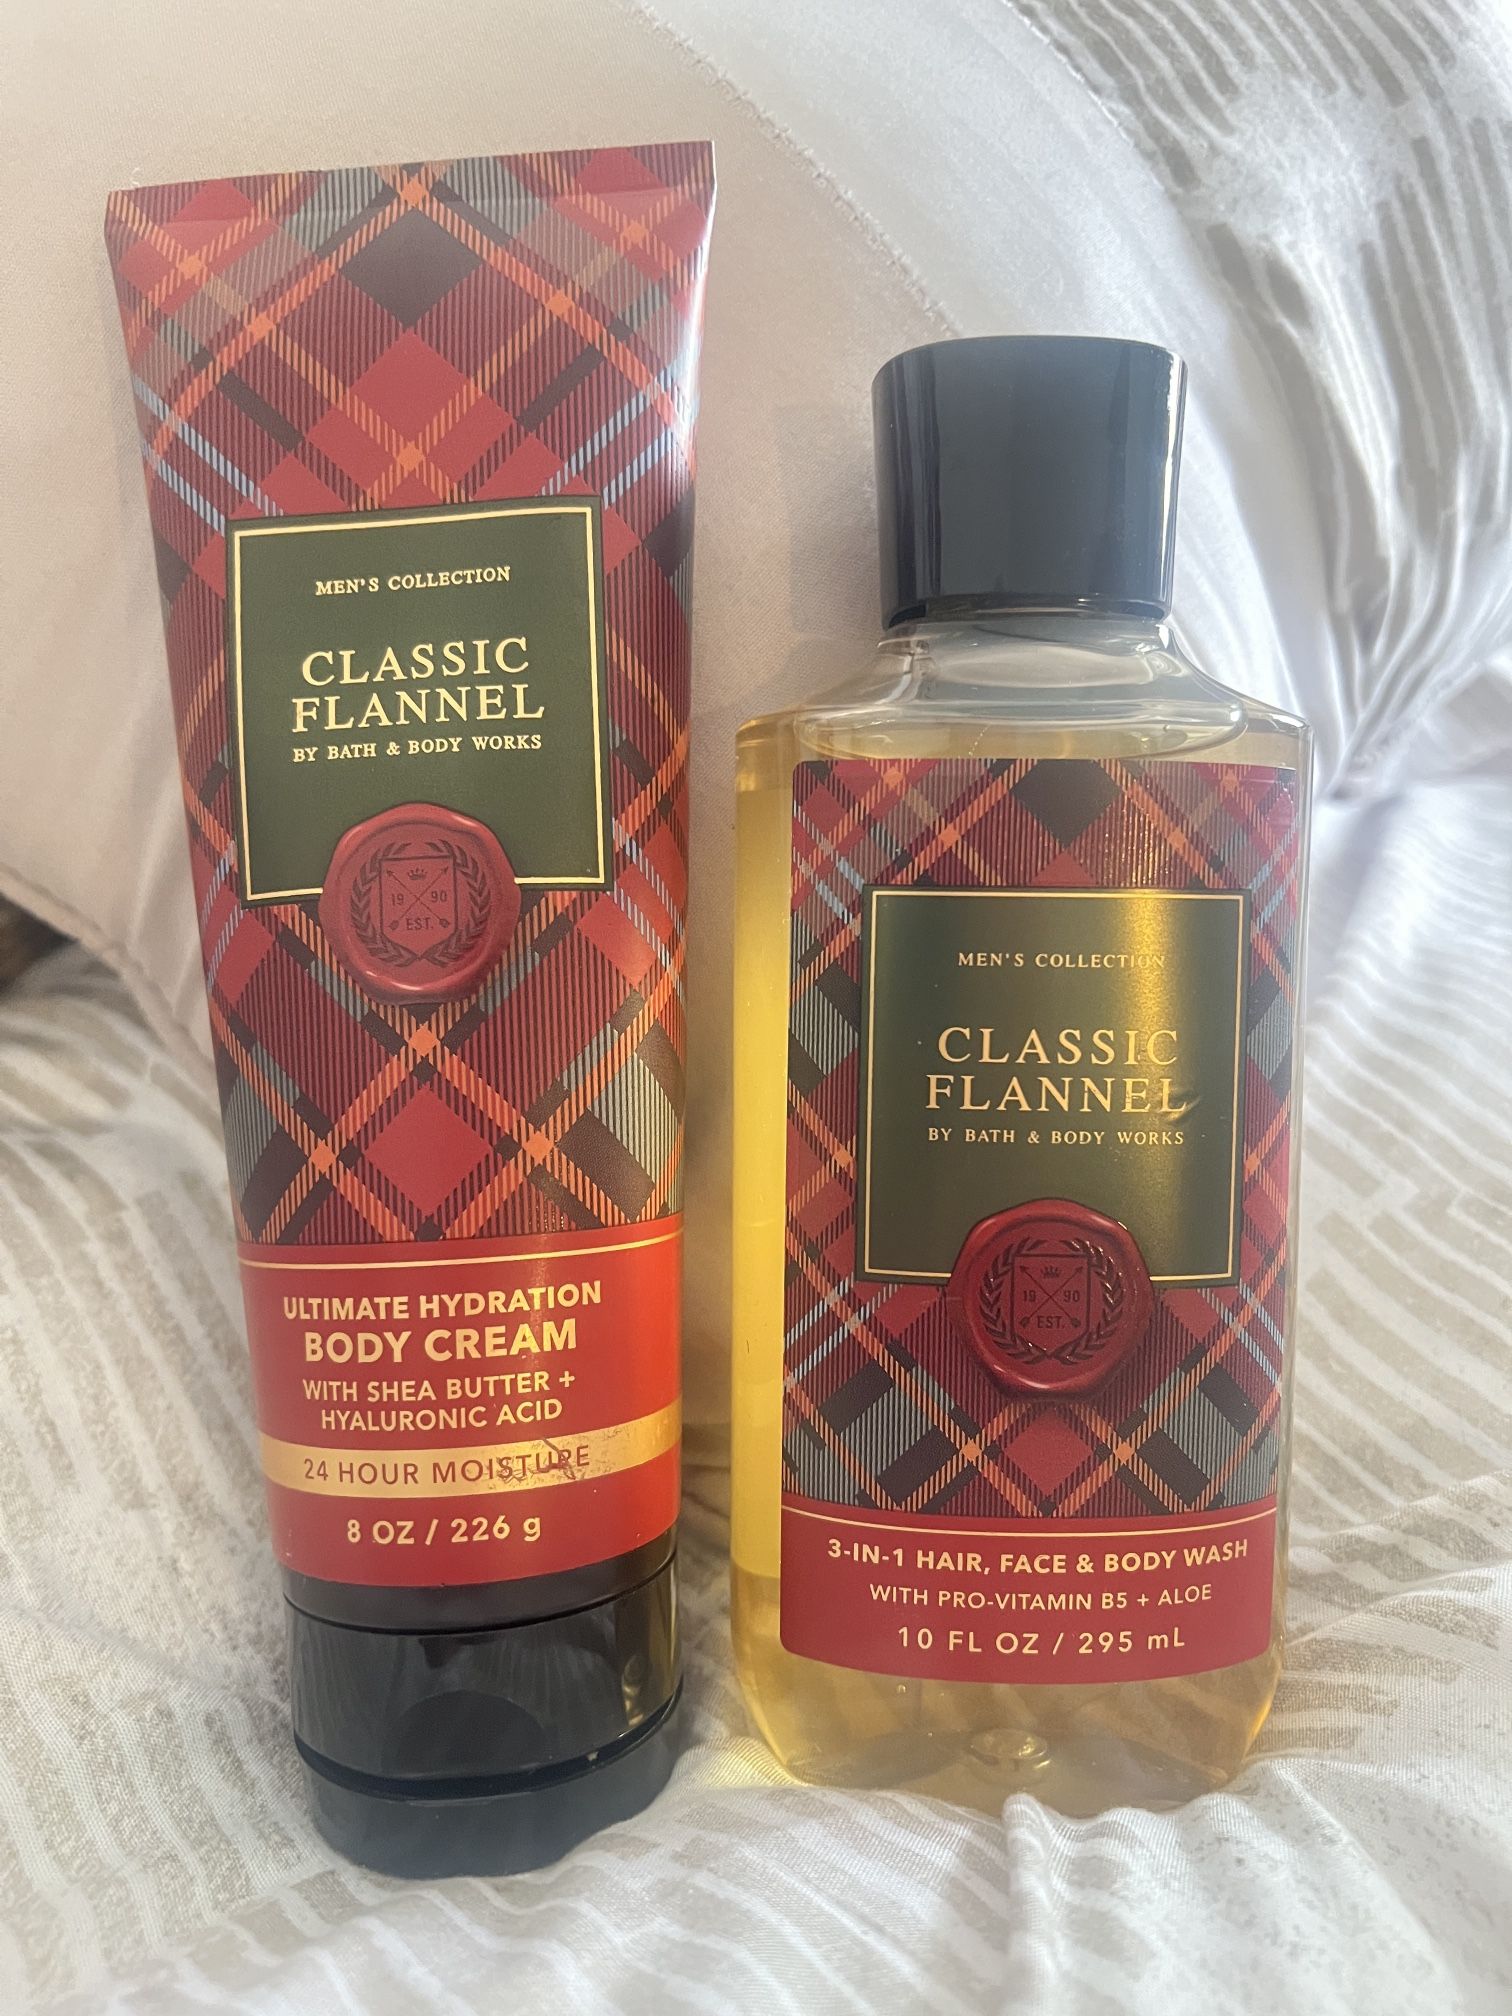 MEN'S COLLECTION
CLASSIC
FLANNEL
BY BATH & BODY WORKS
19 90
EST.
ULTIMATE HYDRATION
BODY CREAM
WITH SHEA BUTTER +
HYALURONIC ACID
24 HOUR MOISTURE
8 OZ / 226 g
MEN'S COLLECTION
CLASSIC
FLANNEL
BY BATH & BODY WORKS
19 90
EST.
3-IN-1 HAIR, FACE & BODY WASH
WITH PRO-VITAMIN B5 + ALOE
10 FL OZ / 295 mL